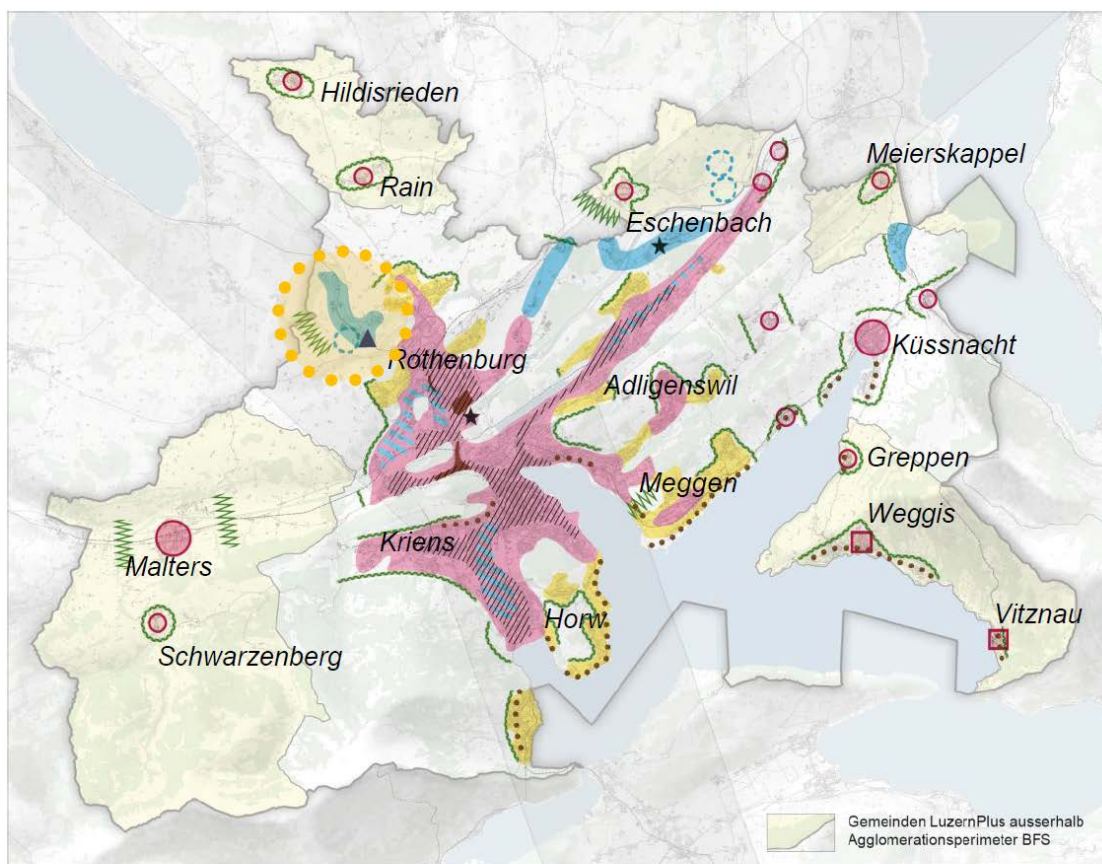 Hildisrieden
Rain
Meierskappel
Eschenbach
Rothenburg
Küssnacht
Adligenswil
Greppen
Meggen
Weggis
Kriens
Malters
Horw
Vitznau
Schwarzenberg
Gemeinden LuzernPlus ausserhalb
Agglomerationsperimeter BFS